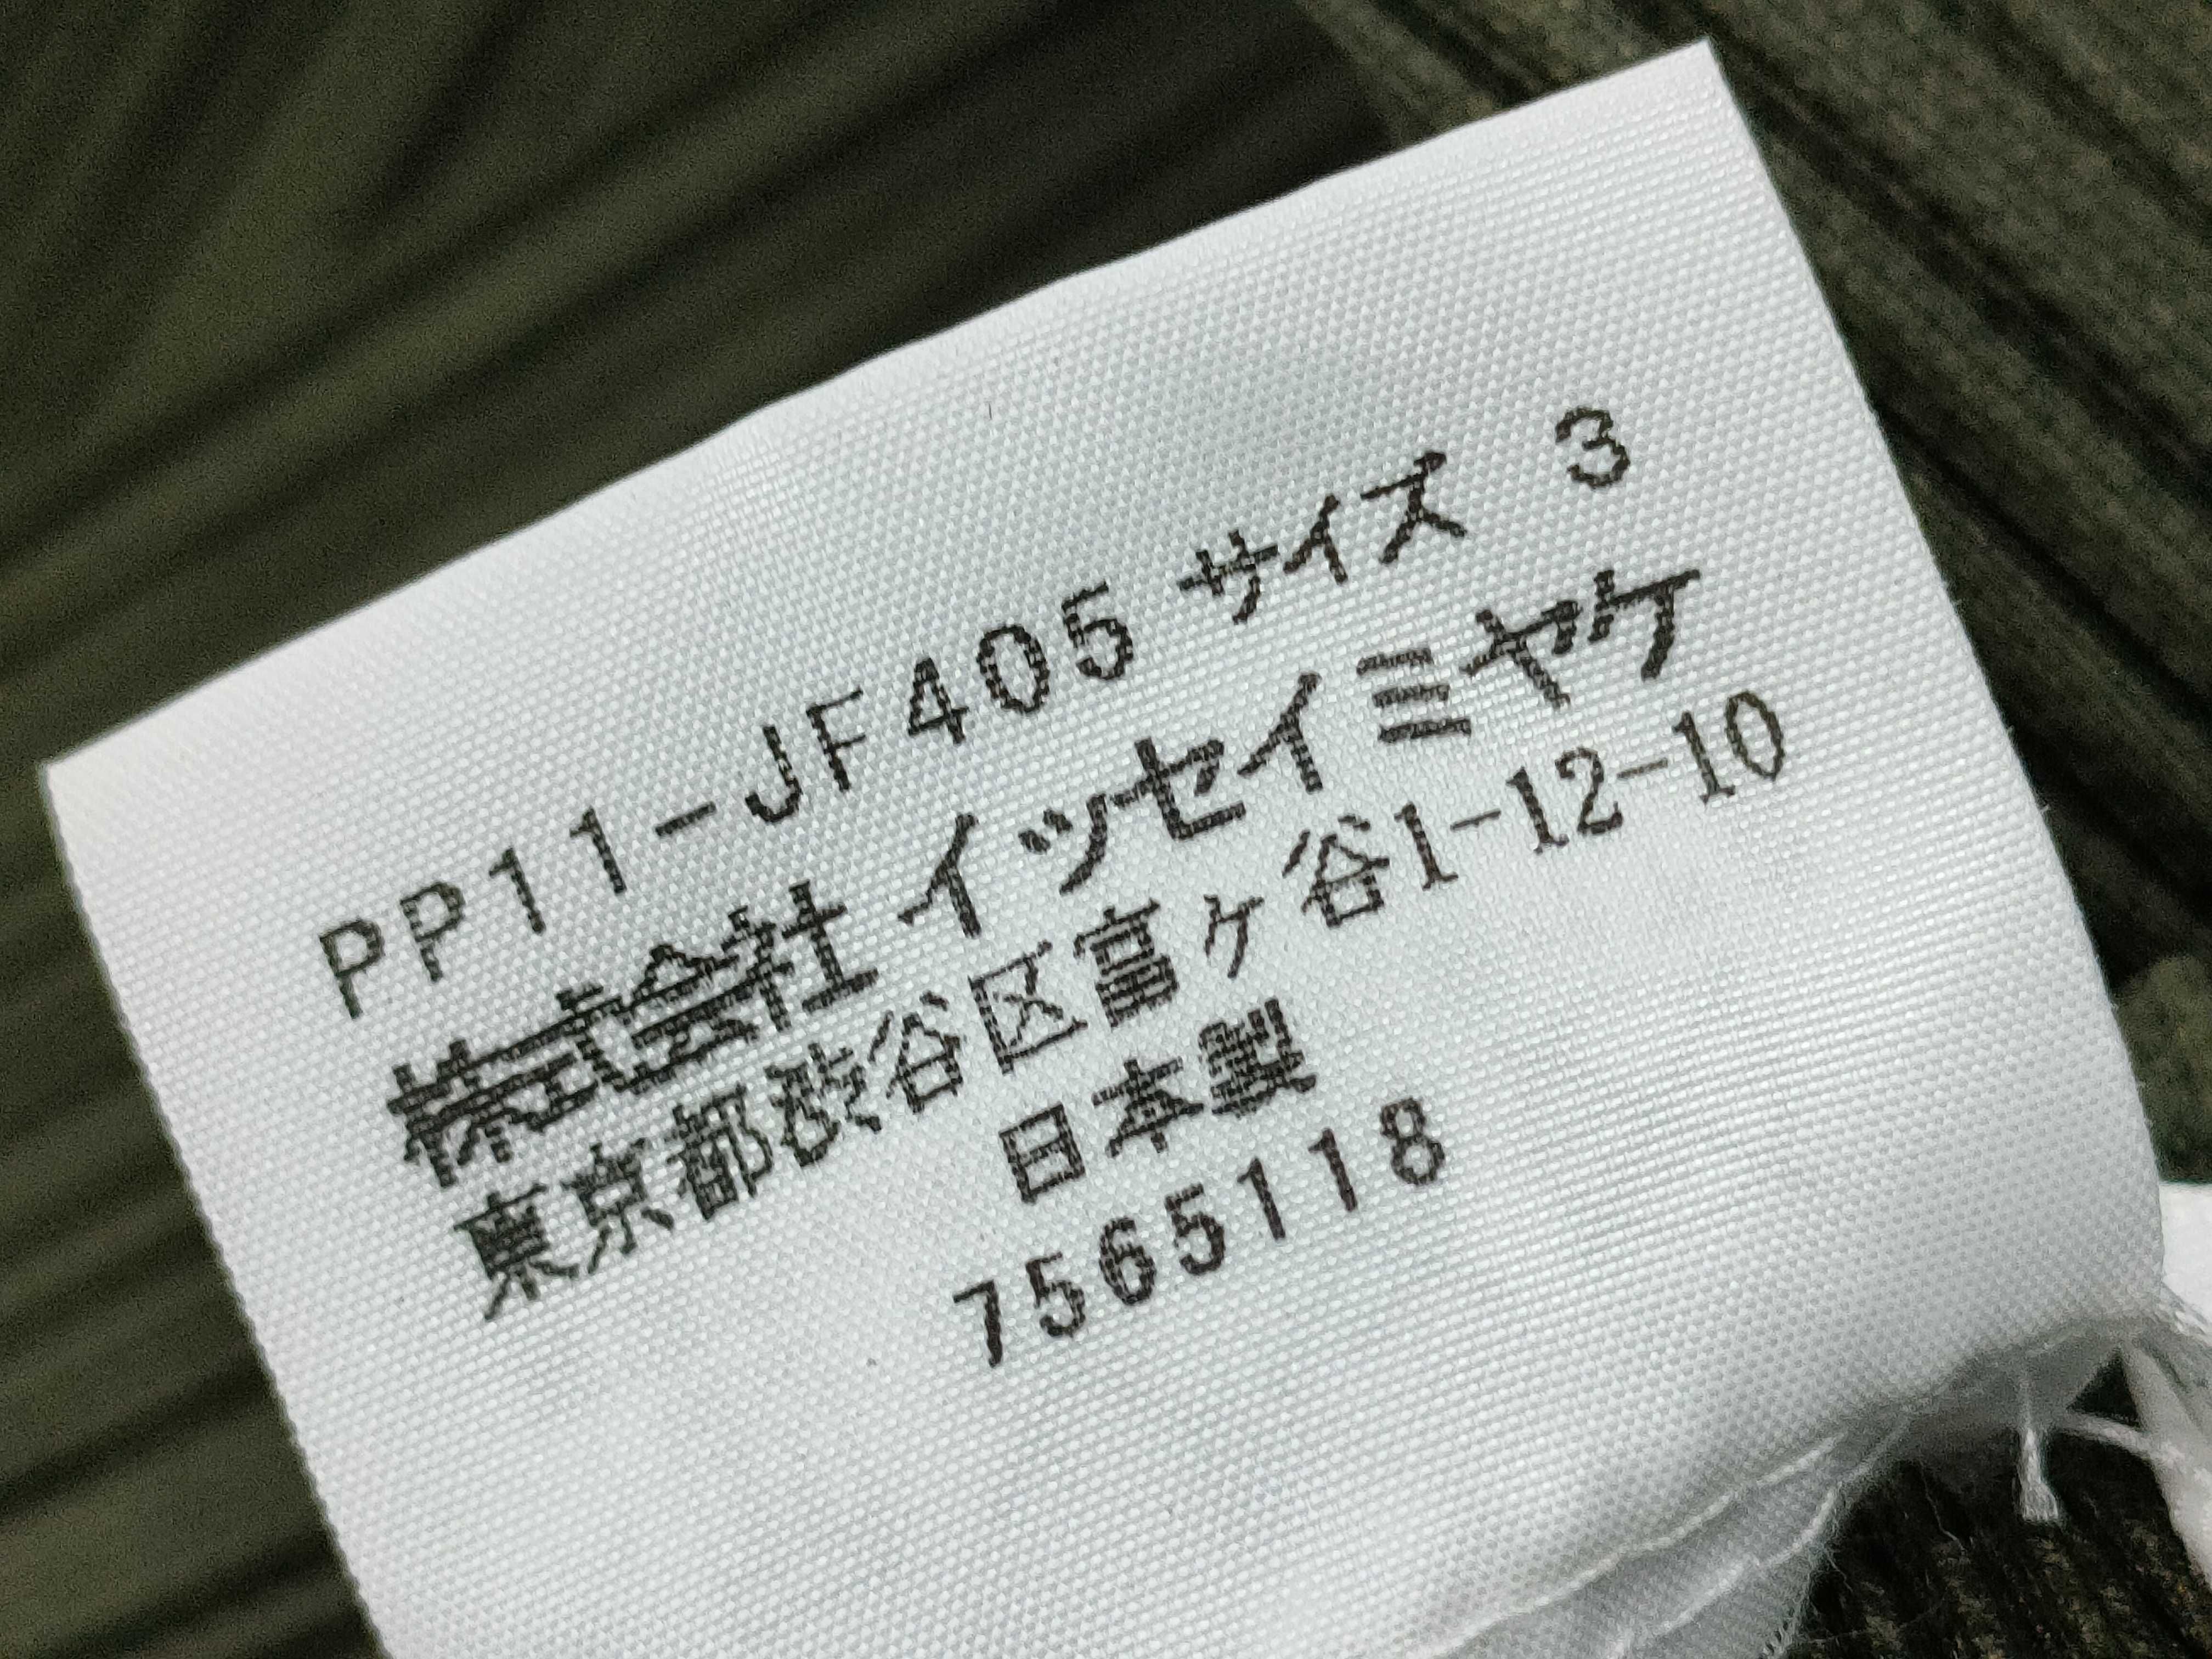 PP11-JF405 サイズ 3
株式会社 イッセイミヤケ
東京都渋谷区富ヶ谷1-12-10
日本製
7565118